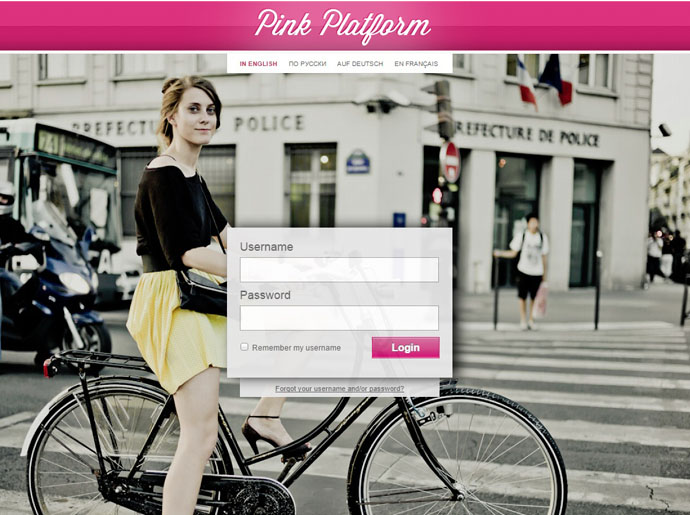 Pink Platform
IN ENGLISH ПО РУССКИ AUF DEUTSCH EN FRANÇAIS
PREFECTURE DE POLICE
PREFECTURE DE POLICE
Username
Password
Remember my username
Login
Forgot your username and/or password?